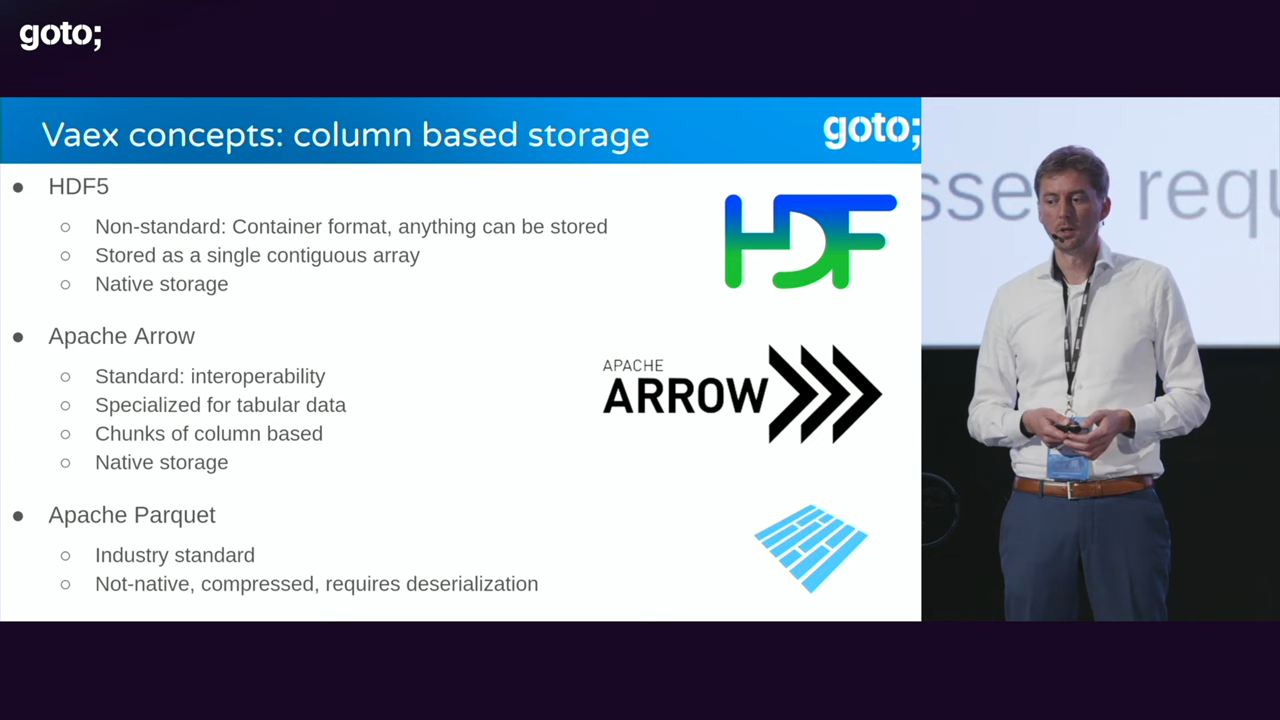 goto;
Vaex concepts: column based storage
goto;
● HDF5
○ Non-standard: Container format, anything can be stored
○ Stored as a single contiguous array
○ Native storage
HDF
● Apache Arrow
○ Standard: interoperability
○ Specialized for tabular data
○ Chunks of column based
○ Native storage
APACHE
ARROW
● Apache Parquet
○ Industry standard
○ Not-native, compressed, requires deserialization